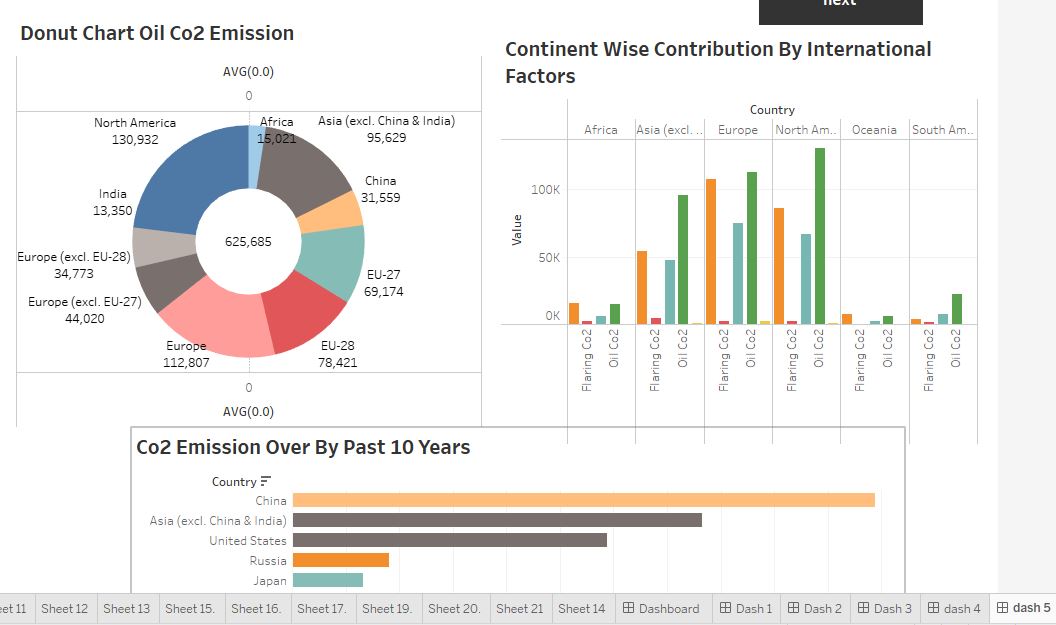 next
Donut Chart Oil Co2 Emission
AVG(0.0)
0
North America
130,932
Africa
15,021
Asia (excl. China & India)
95,629
China
31,559
India
13,350
625,685
Europe (excl. EU-28)
34,773
EU-27
69,174
Europe (excl. EU-27)
44,020
Europe
112,807
EU-28
78,421
0
AVG(0.0)
Continent Wise Contribution By International
Factors
Country
Africa
Asia (excl. ..
Europe
North Am..
Oceania
South Am..
Value
100K
50K
0K
Flaring Co2
Oil Co2
Flaring Co2
Oil Co2
Flaring Co2
Oil Co2
Flaring Co2
Oil Co2
Flaring Co2
Oil Co2
Flaring Co2
Oil Co2
Co2 Emission Over By Past 10 Years
Country
China
Asia (excl. China & India)
United States
Russia
Japan
eet 11 Sheet 12 Sheet 13 Sheet 15. Sheet 16. Sheet 17. Sheet 19. Sheet 20. Sheet 21 Sheet 14 Dashboard Dash 1 Dash 2 Dash 3 dash 4 dash 5